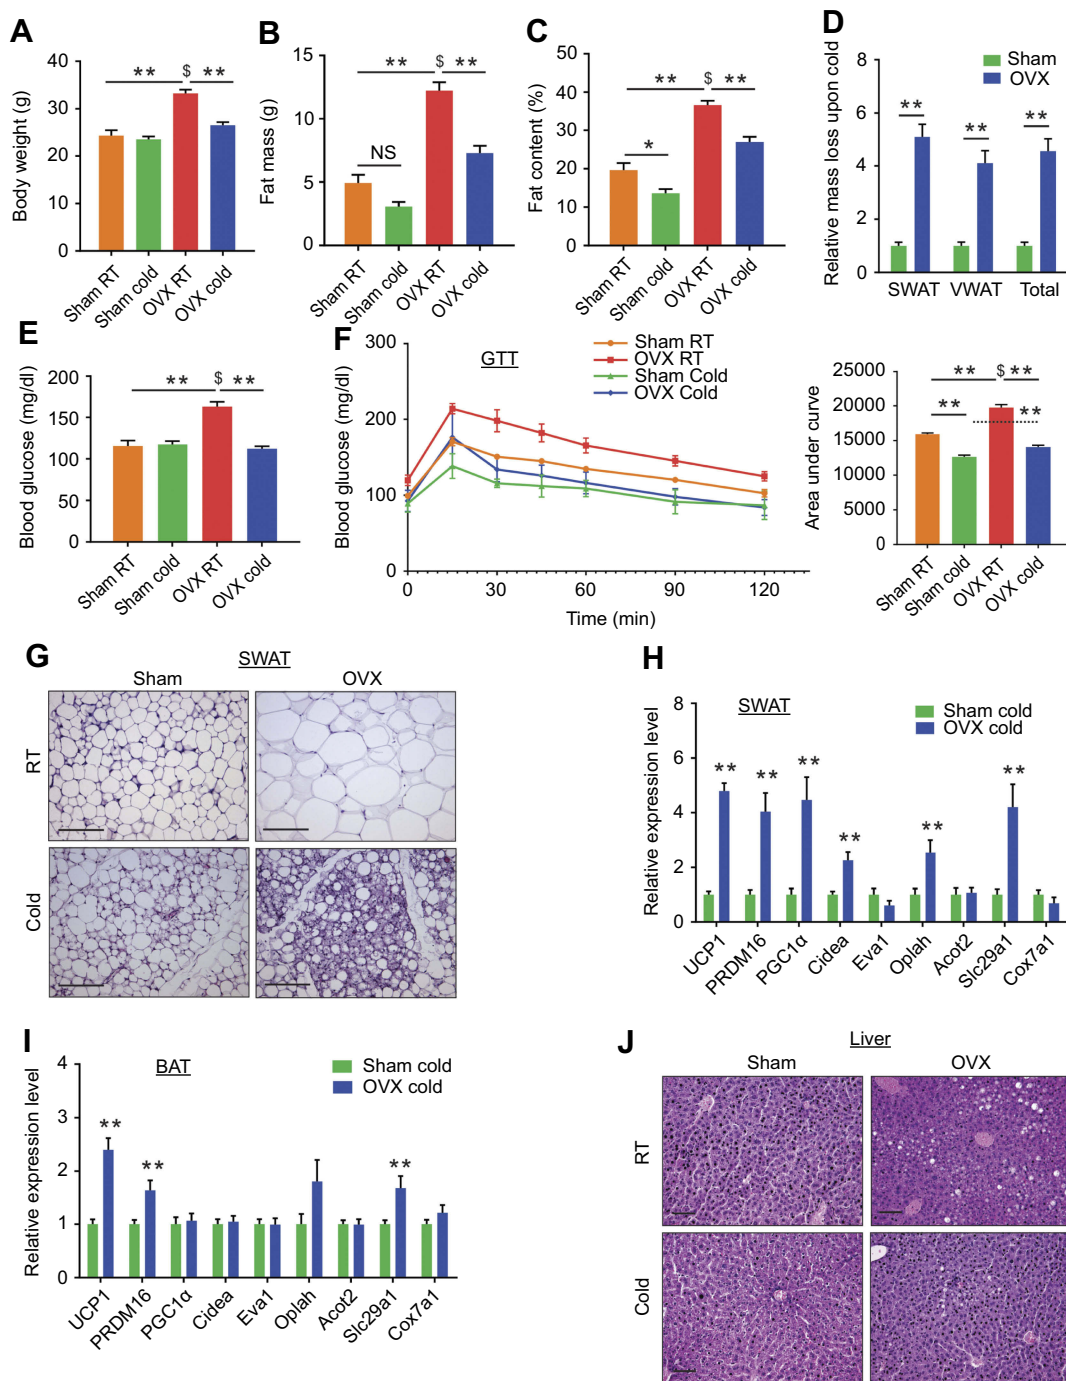 A
Body weight (g)
40
30
20
10
0
** $ **
Sham RT
Sham cold
OVX RT
OVX cold
B
Fat mass (g)
15
10
5
0
** $ **
NS
Sham RT
Sham cold
OVX RT
OVX cold
C
Fat content (%)
50
40
30
20
10
0
** $ **
*
Sham RT
Sham cold
OVX RT
OVX cold
D
Relative mass loss upon cold
8
6
4
2
0
Sham
OVX
**
**
**
SWAT VWAT Total
E
Blood glucose (mg/dl)
200
150
100
50
0
** $ **
Sham RT
Sham cold
OVX RT
OVX cold
F
Blood glucose (mg/dl)
300
200
100
0
GTT
Sham RT
OVX RT
Sham Cold
OVX Cold
0 30 60 90 120
Time (min)
Area under curve
25000
20000
15000
10000
5000
0
** $ **
** **
Sham RT
Sham cold
OVX RT
OVX cold
G
SWAT
Sham OVX
RT
Cold
H
Relative expression level
8
6
4
2
0
SWAT
Sham cold
OVX cold
** ** ** ** ** **
UCP1
PRDM16
PGC1α
Cidea
Eva1
Oplah
Acot2
Slc29a1
Cox7a1
I
Relative expression level
4
3
2
1
0
BAT
Sham cold
OVX cold
** ** **
UCP1
PRDM16
PGC1α
Cidea
Eva1
Oplah
Acot2
Slc29a1
Cox7a1
J
Liver
Sham OVX
RT
Cold